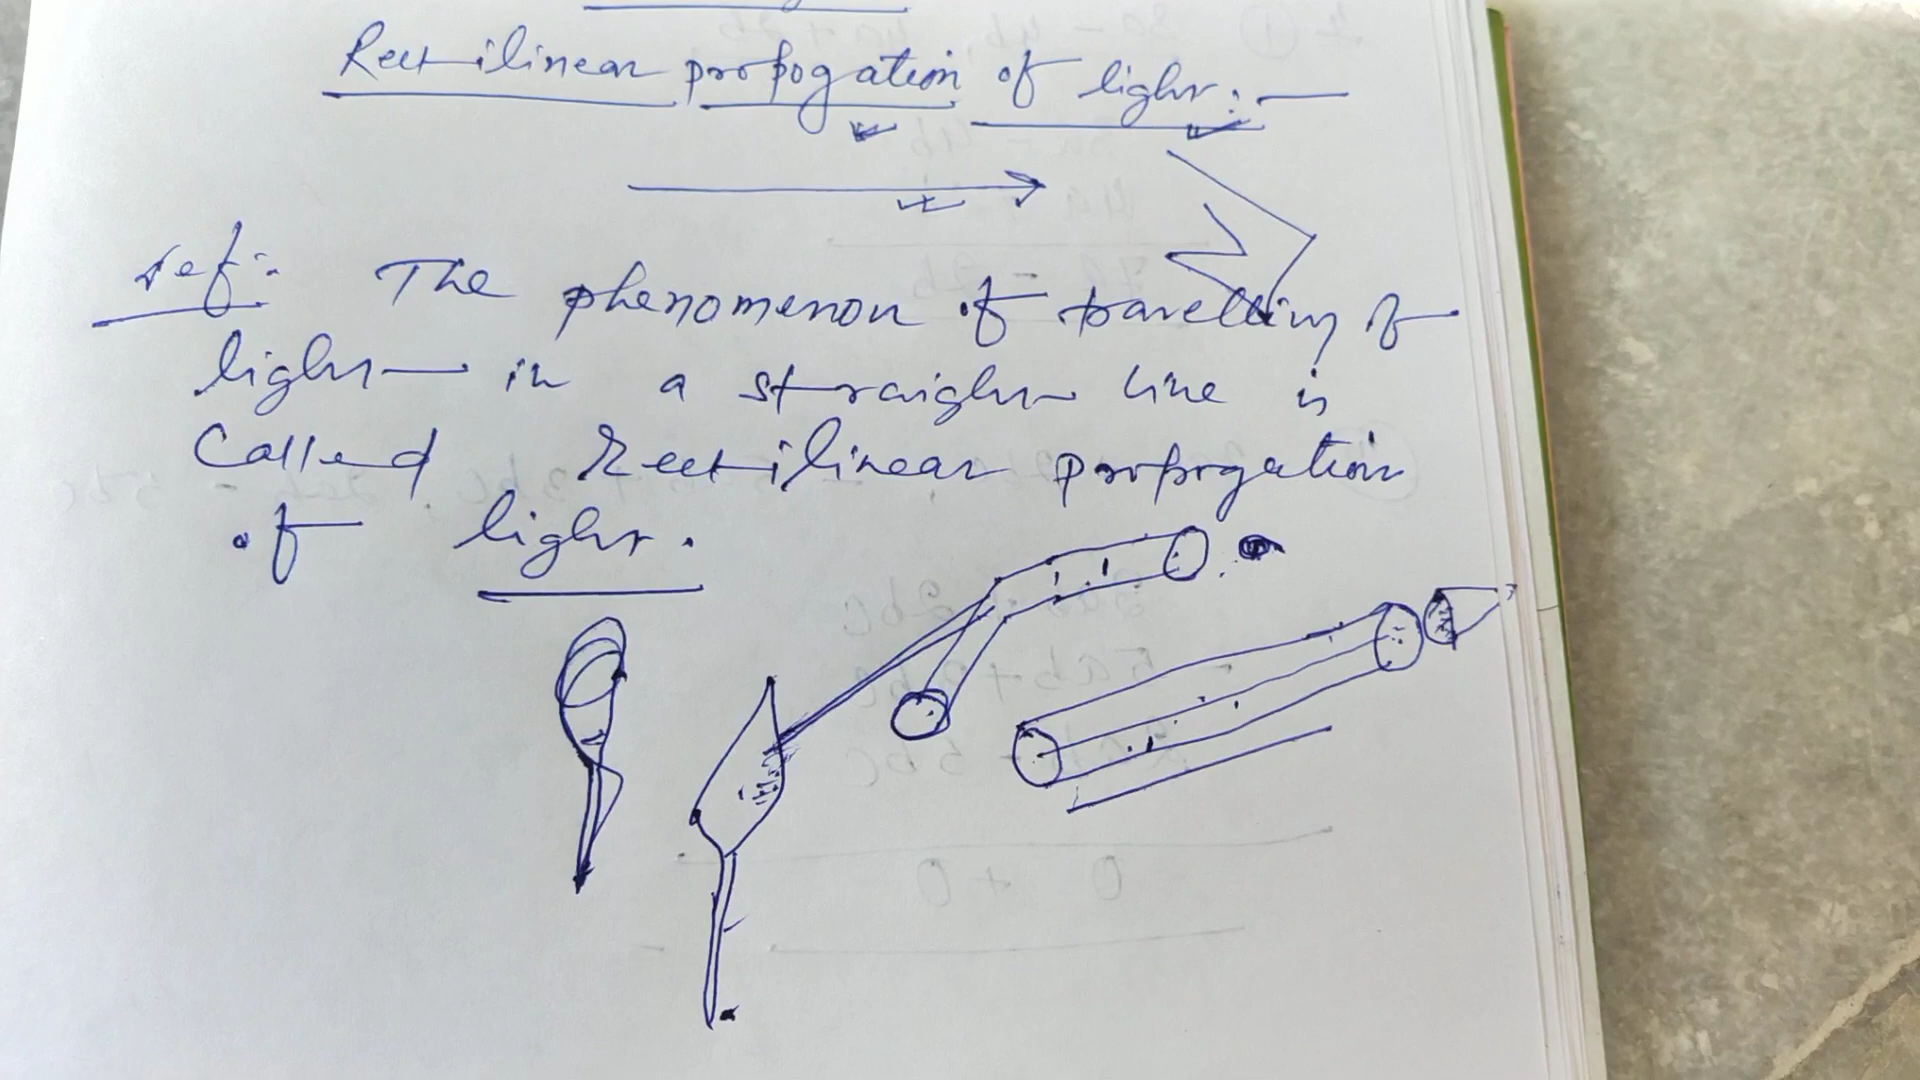 Rectilinear propogation of light:—
def:- The phenomenon of travelling of
light in a straight line is
Called Rectilinear propogation
of light.